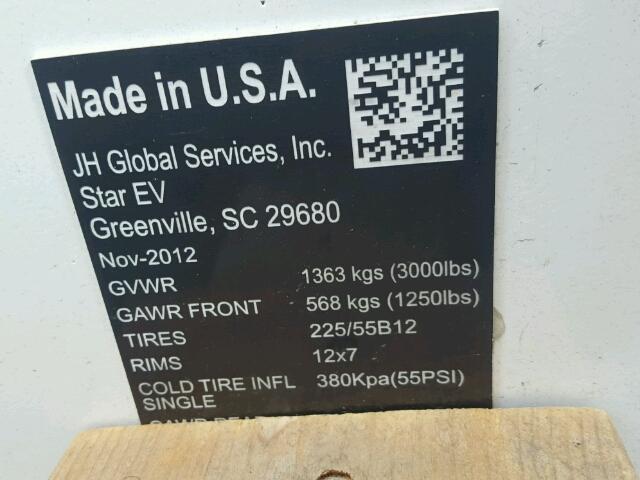 Made in U.S.A.
JH Global Services, Inc.
Star EV
Greenville, SC 29680
Nov-2012
GVWR 1363 kgs (3000lbs)
GAWR FRONT 568 kgs (1250lbs)
TIRES 225/55B12
RIMS 12x7
COLD TIRE INFL 380Kpa(55PSI)
SINGLE